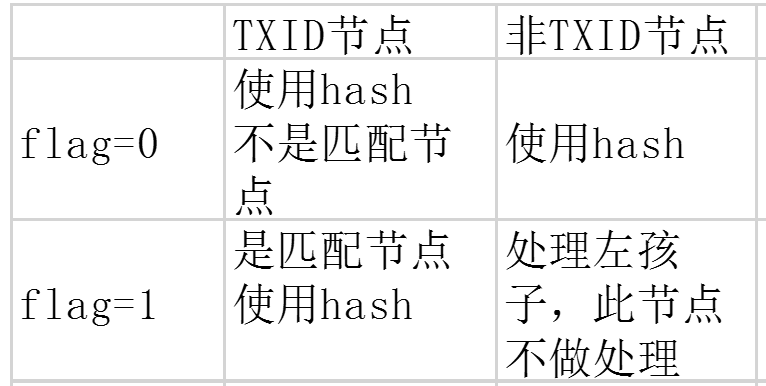 TXID节点 非TXID节点
flag=0
使用hash
不是匹配节
点
使用hash
flag=1
是匹配节点
使用hash
处理左孩
子，此节点
不做处理